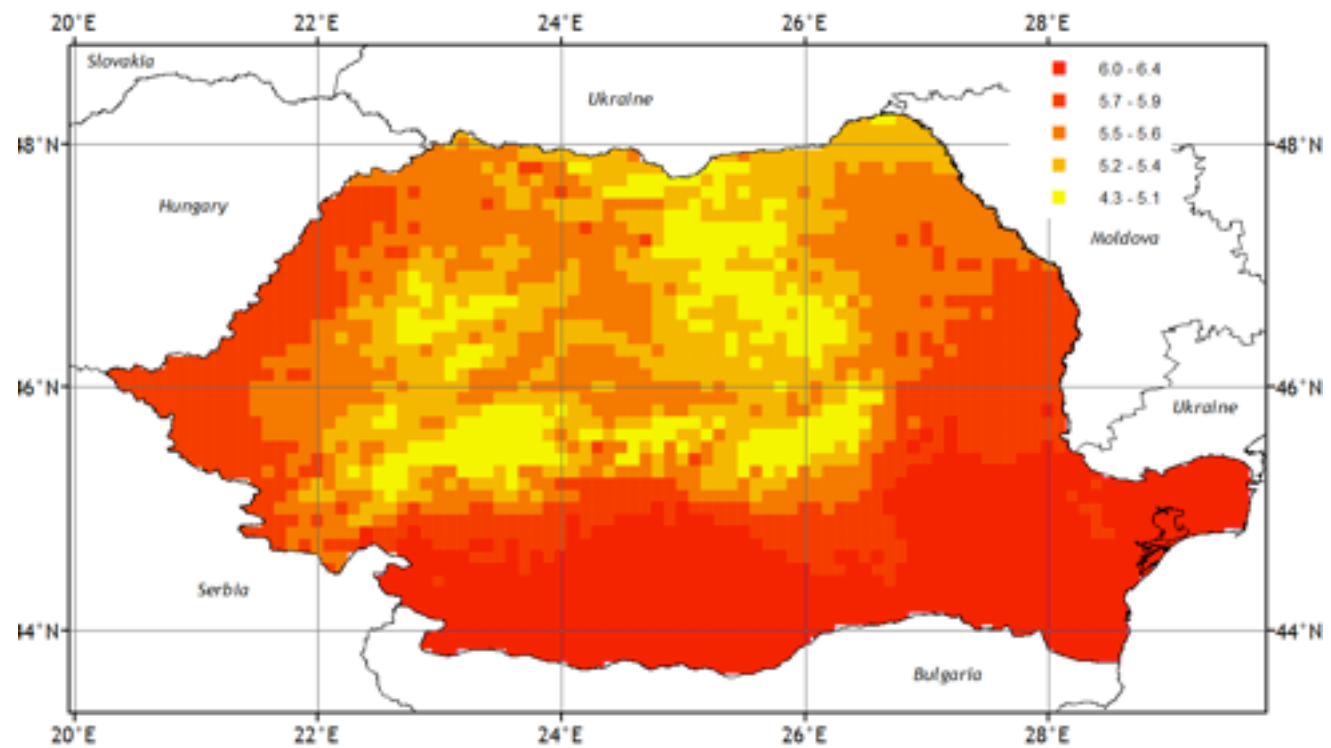 20°E 22°E 24°E 26°E 28°E
Slovakia
6.0 - 6.4
Ukraine
5.7 - 5.9
5.5 - 5.6
48°N 48°N
5.2 - 5.4
4.3 - 5.1
Hungary
Moldova
46°N 46°N
Ukraine
Serbia
44°N 44°N
Bulgaria
20°E 22°E 24°E 26°E 28°E